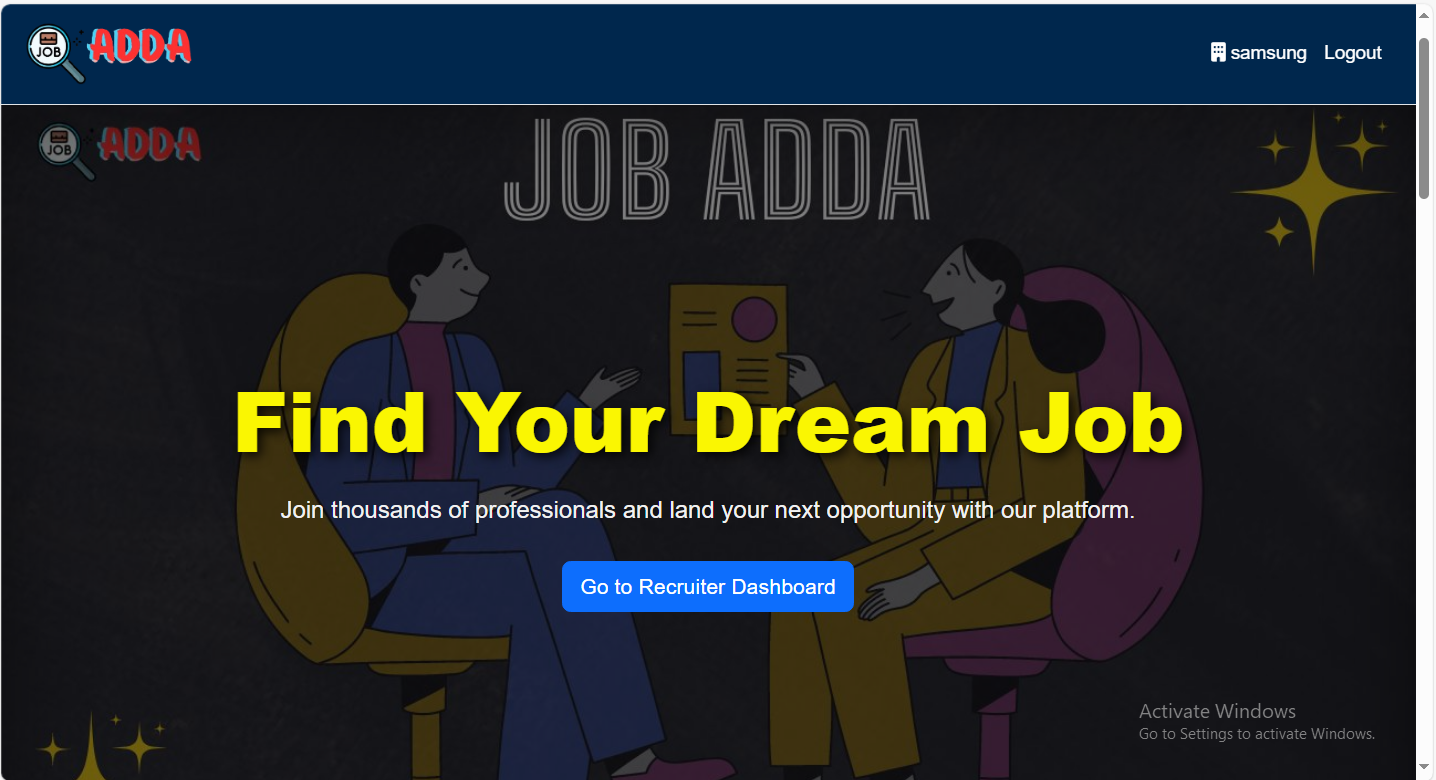 JOB ADDA
samsung Logout
JOB ADDA
JOB ADDA
Find Your Dream Job
Join thousands of professionals and land your next opportunity with our platform.
Go to Recruiter Dashboard
Activate Windows
Go to Settings to activate Windows.